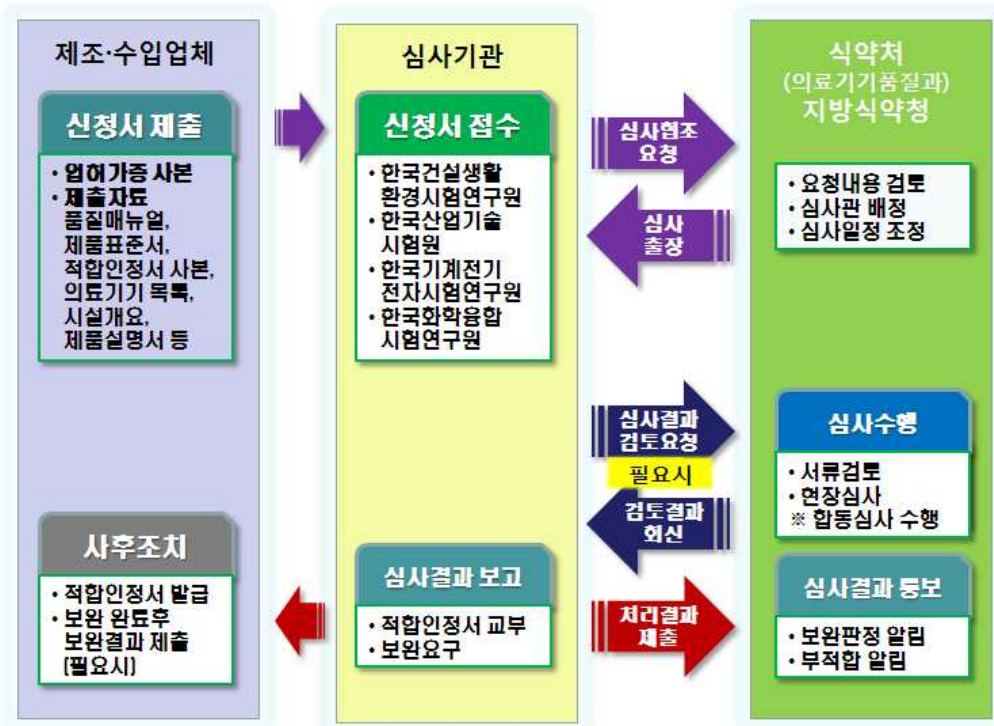 제조·수입업체
신청서 제출
• 업허가증 사본
• 제출자료
품질매뉴얼,
제품표준서,
적합인정서 사본,
의료기기 목록,
시설개요,
제품설명서 등
사후조치
• 적합인정서 발급
• 보완 완료후
보완결과 제출
(필요시)
심사기관
신청서 접수
• 한국건설생활
환경시험연구원
• 한국산업기술
시험원
• 한국기계전기
전자시험연구원
• 한국화학융합
시험연구원
심사결과 보고
• 적합인정서 교부
• 보완요구
심사협조
요청
심사
출장
심사결과
검토요청
필요시
검토결과
회신
처리결과
제출
식약처
(의료기기품질과)
지방식약청
• 요청내용 검토
• 심사관 배정
• 심사일정 조정
심사수행
• 서류검토
• 현장심사
※ 합동심사 수행
심사결과 통보
• 보완판정 알림
• 부적합 알림